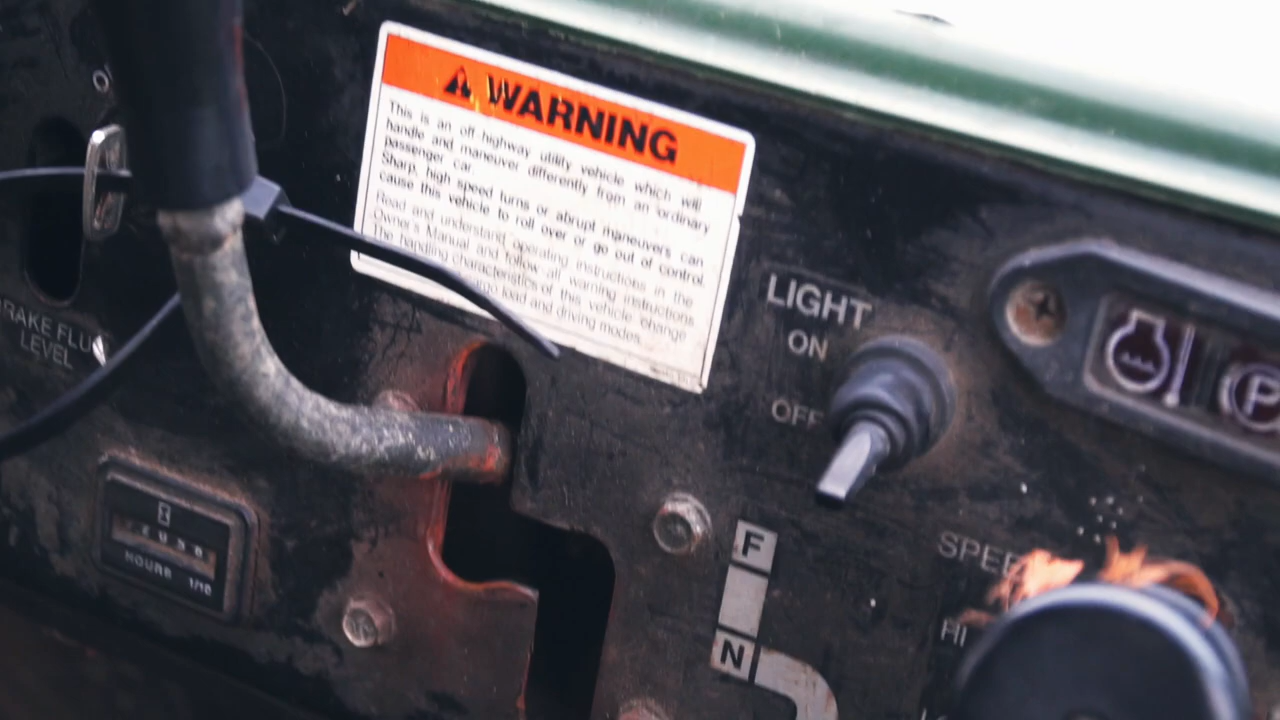 WARNING
This is an off highway utility vehicle which will
handle and maneuver differently from an ordinary
passenger car.
Sharp, high speed turns or abrupt maneuvers can
cause this vehicle to roll over or go out of control
Read and understand operating instructions in the
Owner's Manual and follow all warning instructions
The handling characteristics of this vehicle change
cargo load and driving modes.
LIGHT
ON
OFF
P
RAKE FLU
LEVEL
HOURS 1/10
F
N
SPEE
HI